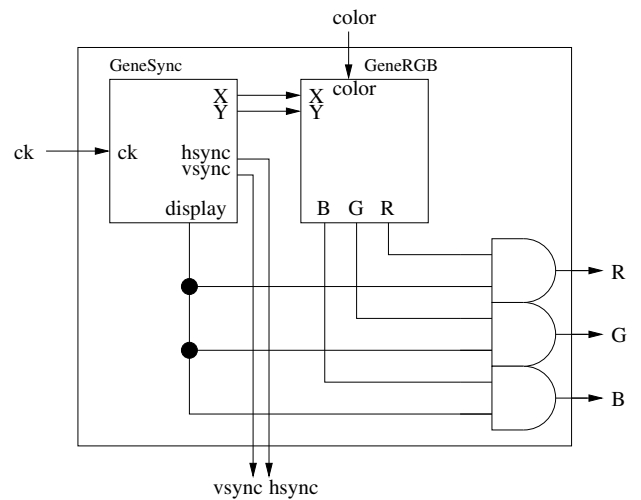 color
GeneSync
GeneRGB
X
Y
X
Y
color
ck
ck
hsync
vsync
display
B G R
R
G
B
vsync hsync